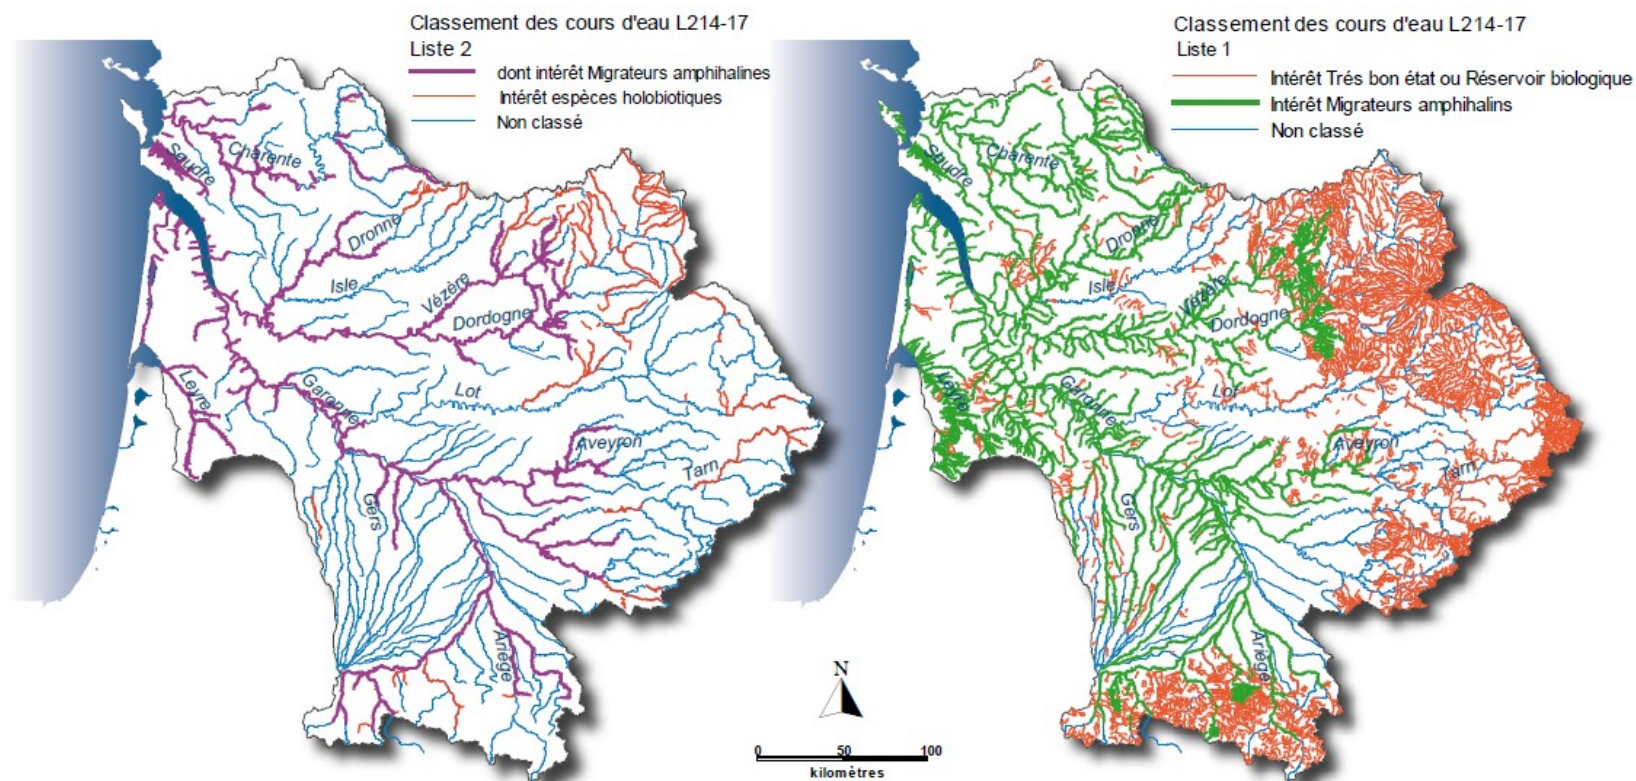 Classement des cours d'eau L214-17
Liste 2
dont intérêt Migrateurs amphihalines
Intérêt espèces holobiotiques
Non classé
Charente
Seudre
Dronne
Isle
Vézère
Dordogne
Leyre
Garonne
Lot
Aveyron
Tarn
Gers
Ariège
Classement des cours d'eau L214-17
Liste 1
Intérêt Trés bon état ou Réservoir biologique
Intérêt Migrateurs amphihalins
Non classé
Charente
Seudre
Dronne
Isle
Vézère
Dordogne
Leyre
Garonne
Lot
Aveyron
Tarn
Gers
Ariège
N
0 50 100
kilomètres